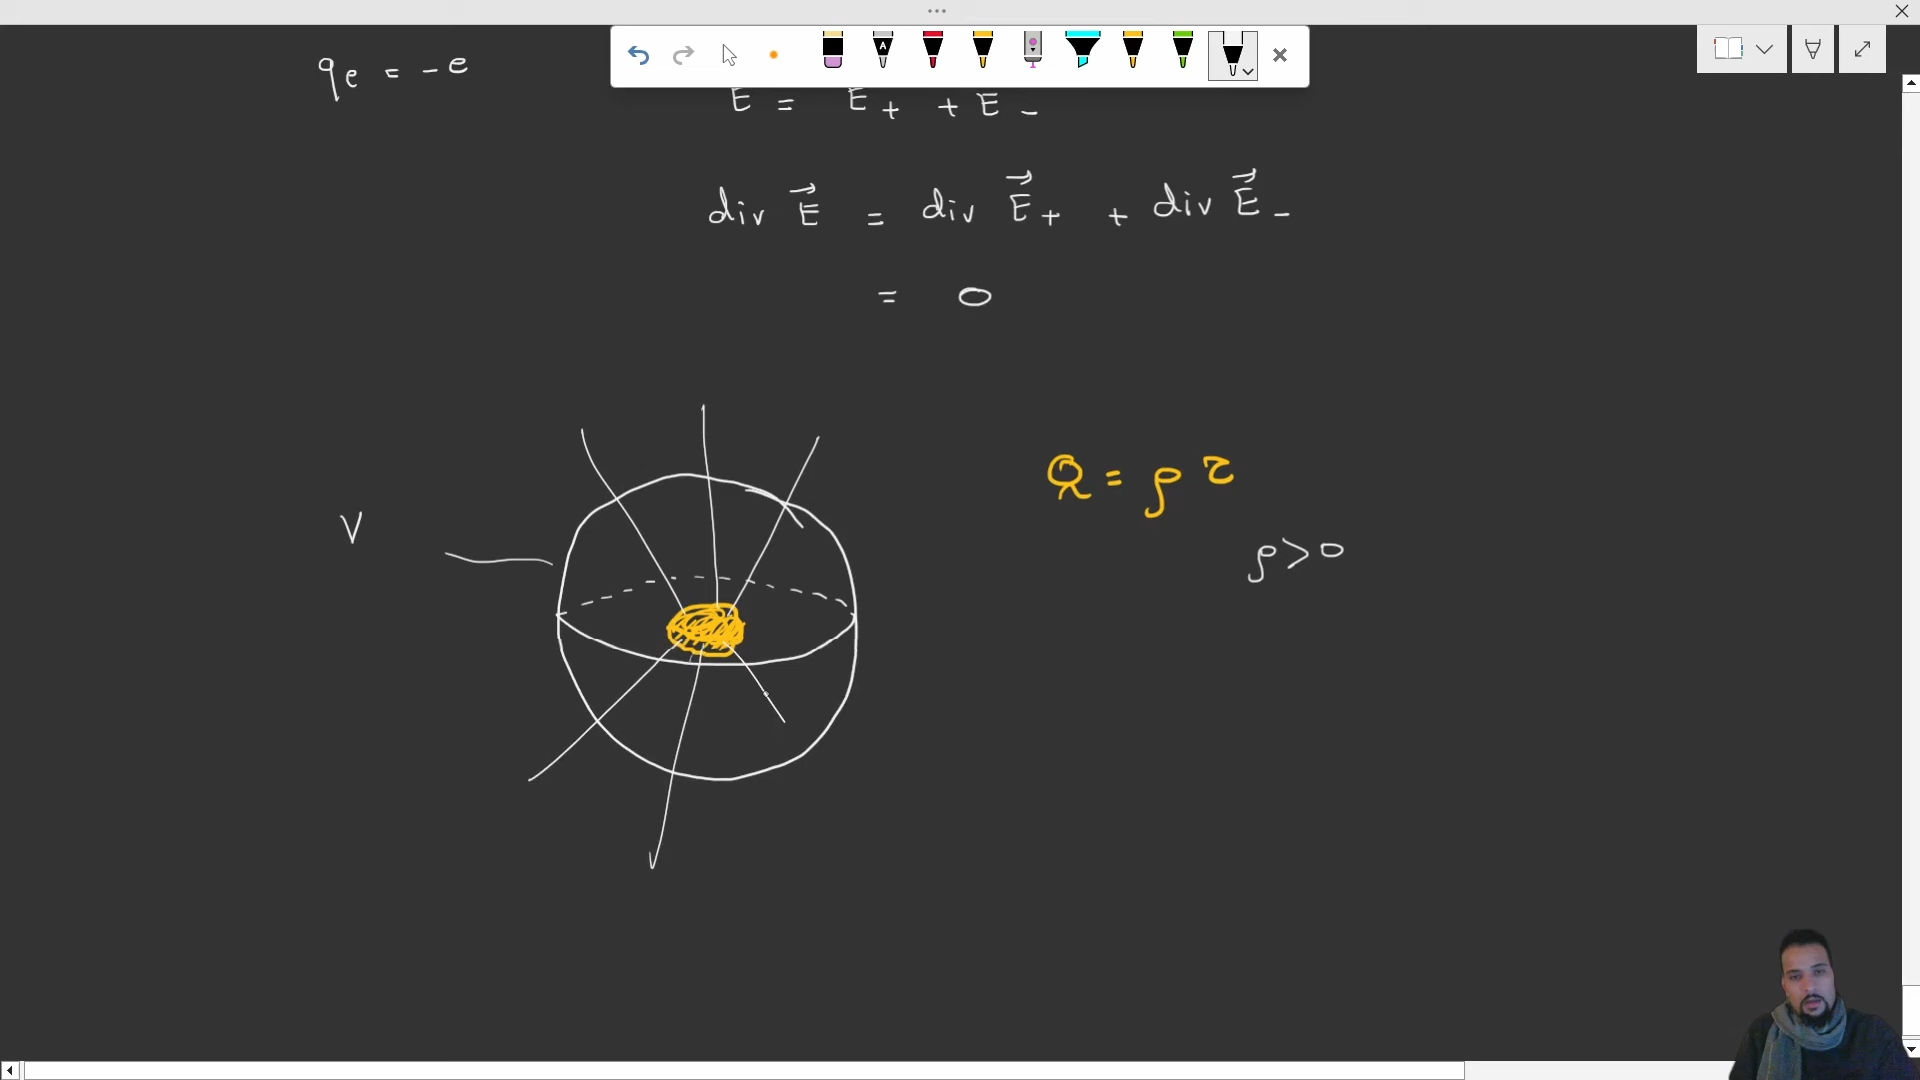 qe = -e
E = E+ + E-
div E⃗ = div E⃗+ + div E⃗-
= 0
Q = ρ τ
V
ρ > 0